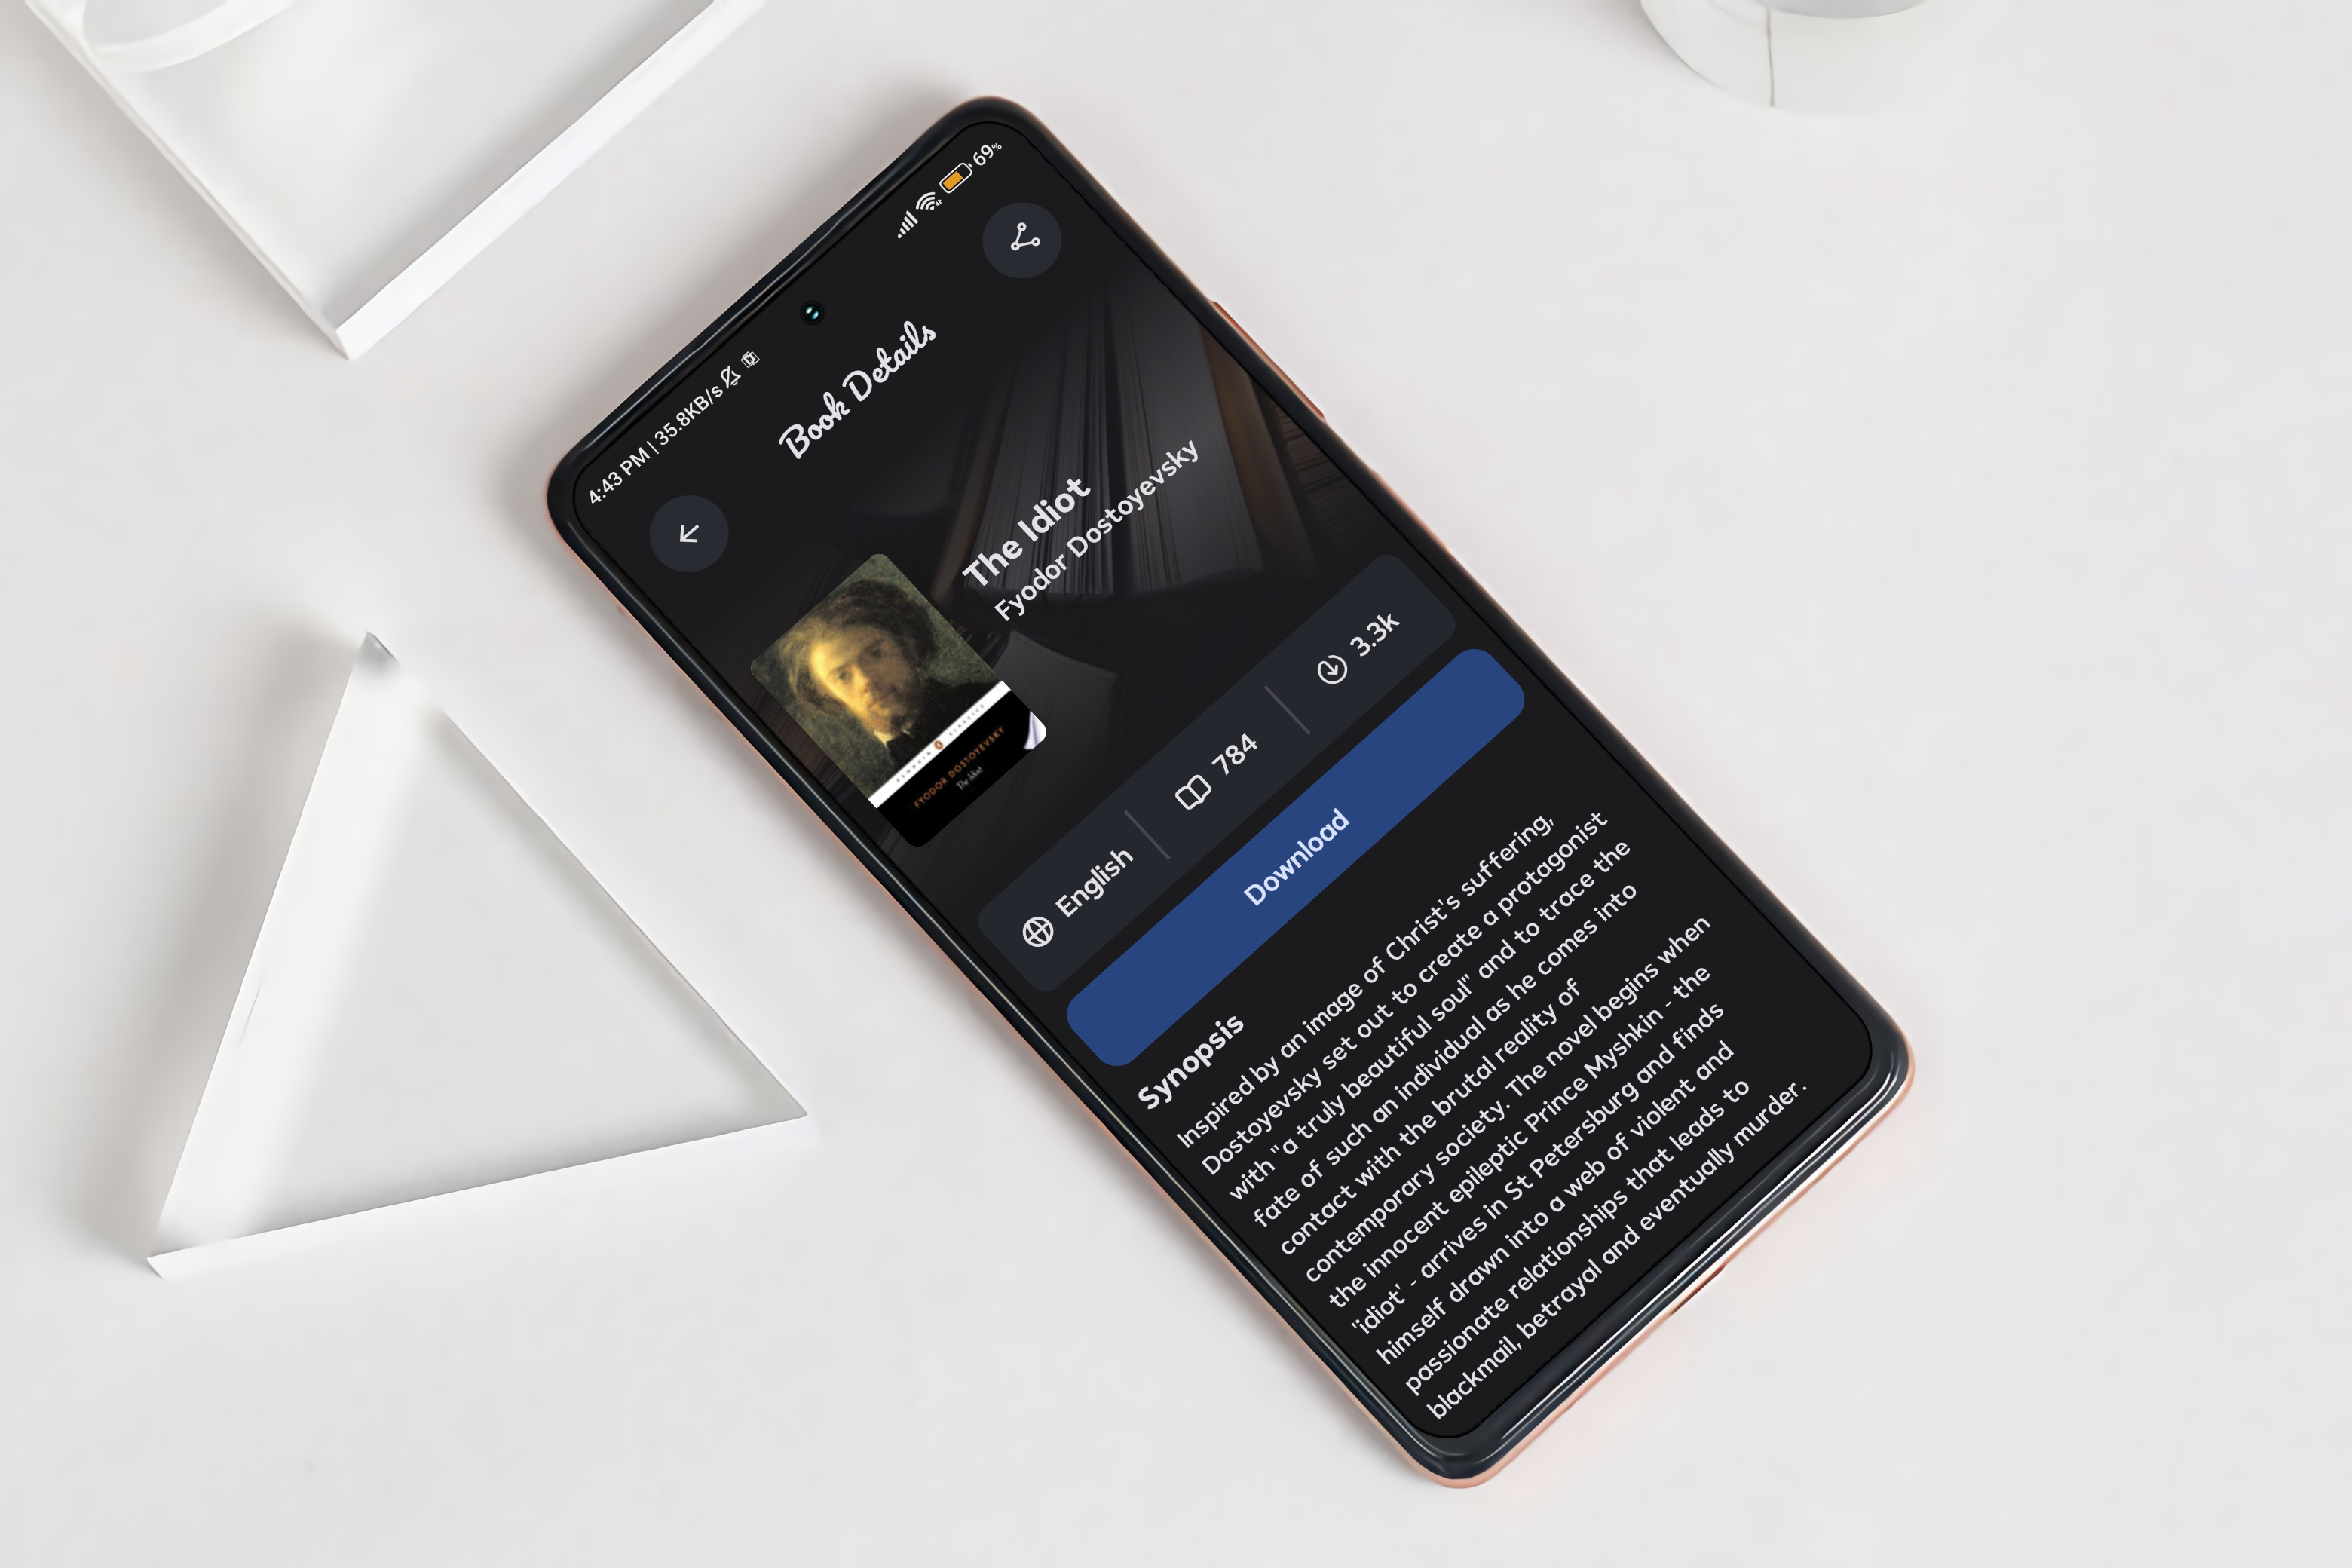 4:43 PM | 35.8KB/s
69%
Book Details
The Idiot
Fyodor Dostoyevsky
PENGUIN CLASSICS
FYODOR DOSTOYEVSKY
The Idiot
English
784
3.3k
Download
Synopsis
Inspired by an image of Christ's suffering,
Dostoyevsky set out to create a protagonist
with "a truly beautiful soul" and to trace the
fate of such an individual as he comes into
contact with the brutal reality of
contemporary society. The novel begins when
the innocent epileptic Prince Myshkin - the
'idiot' - arrives in St Petersburg and finds
himself drawn into a web of violent and
passionate relationships that leads to
blackmail, betrayal and eventually murder.